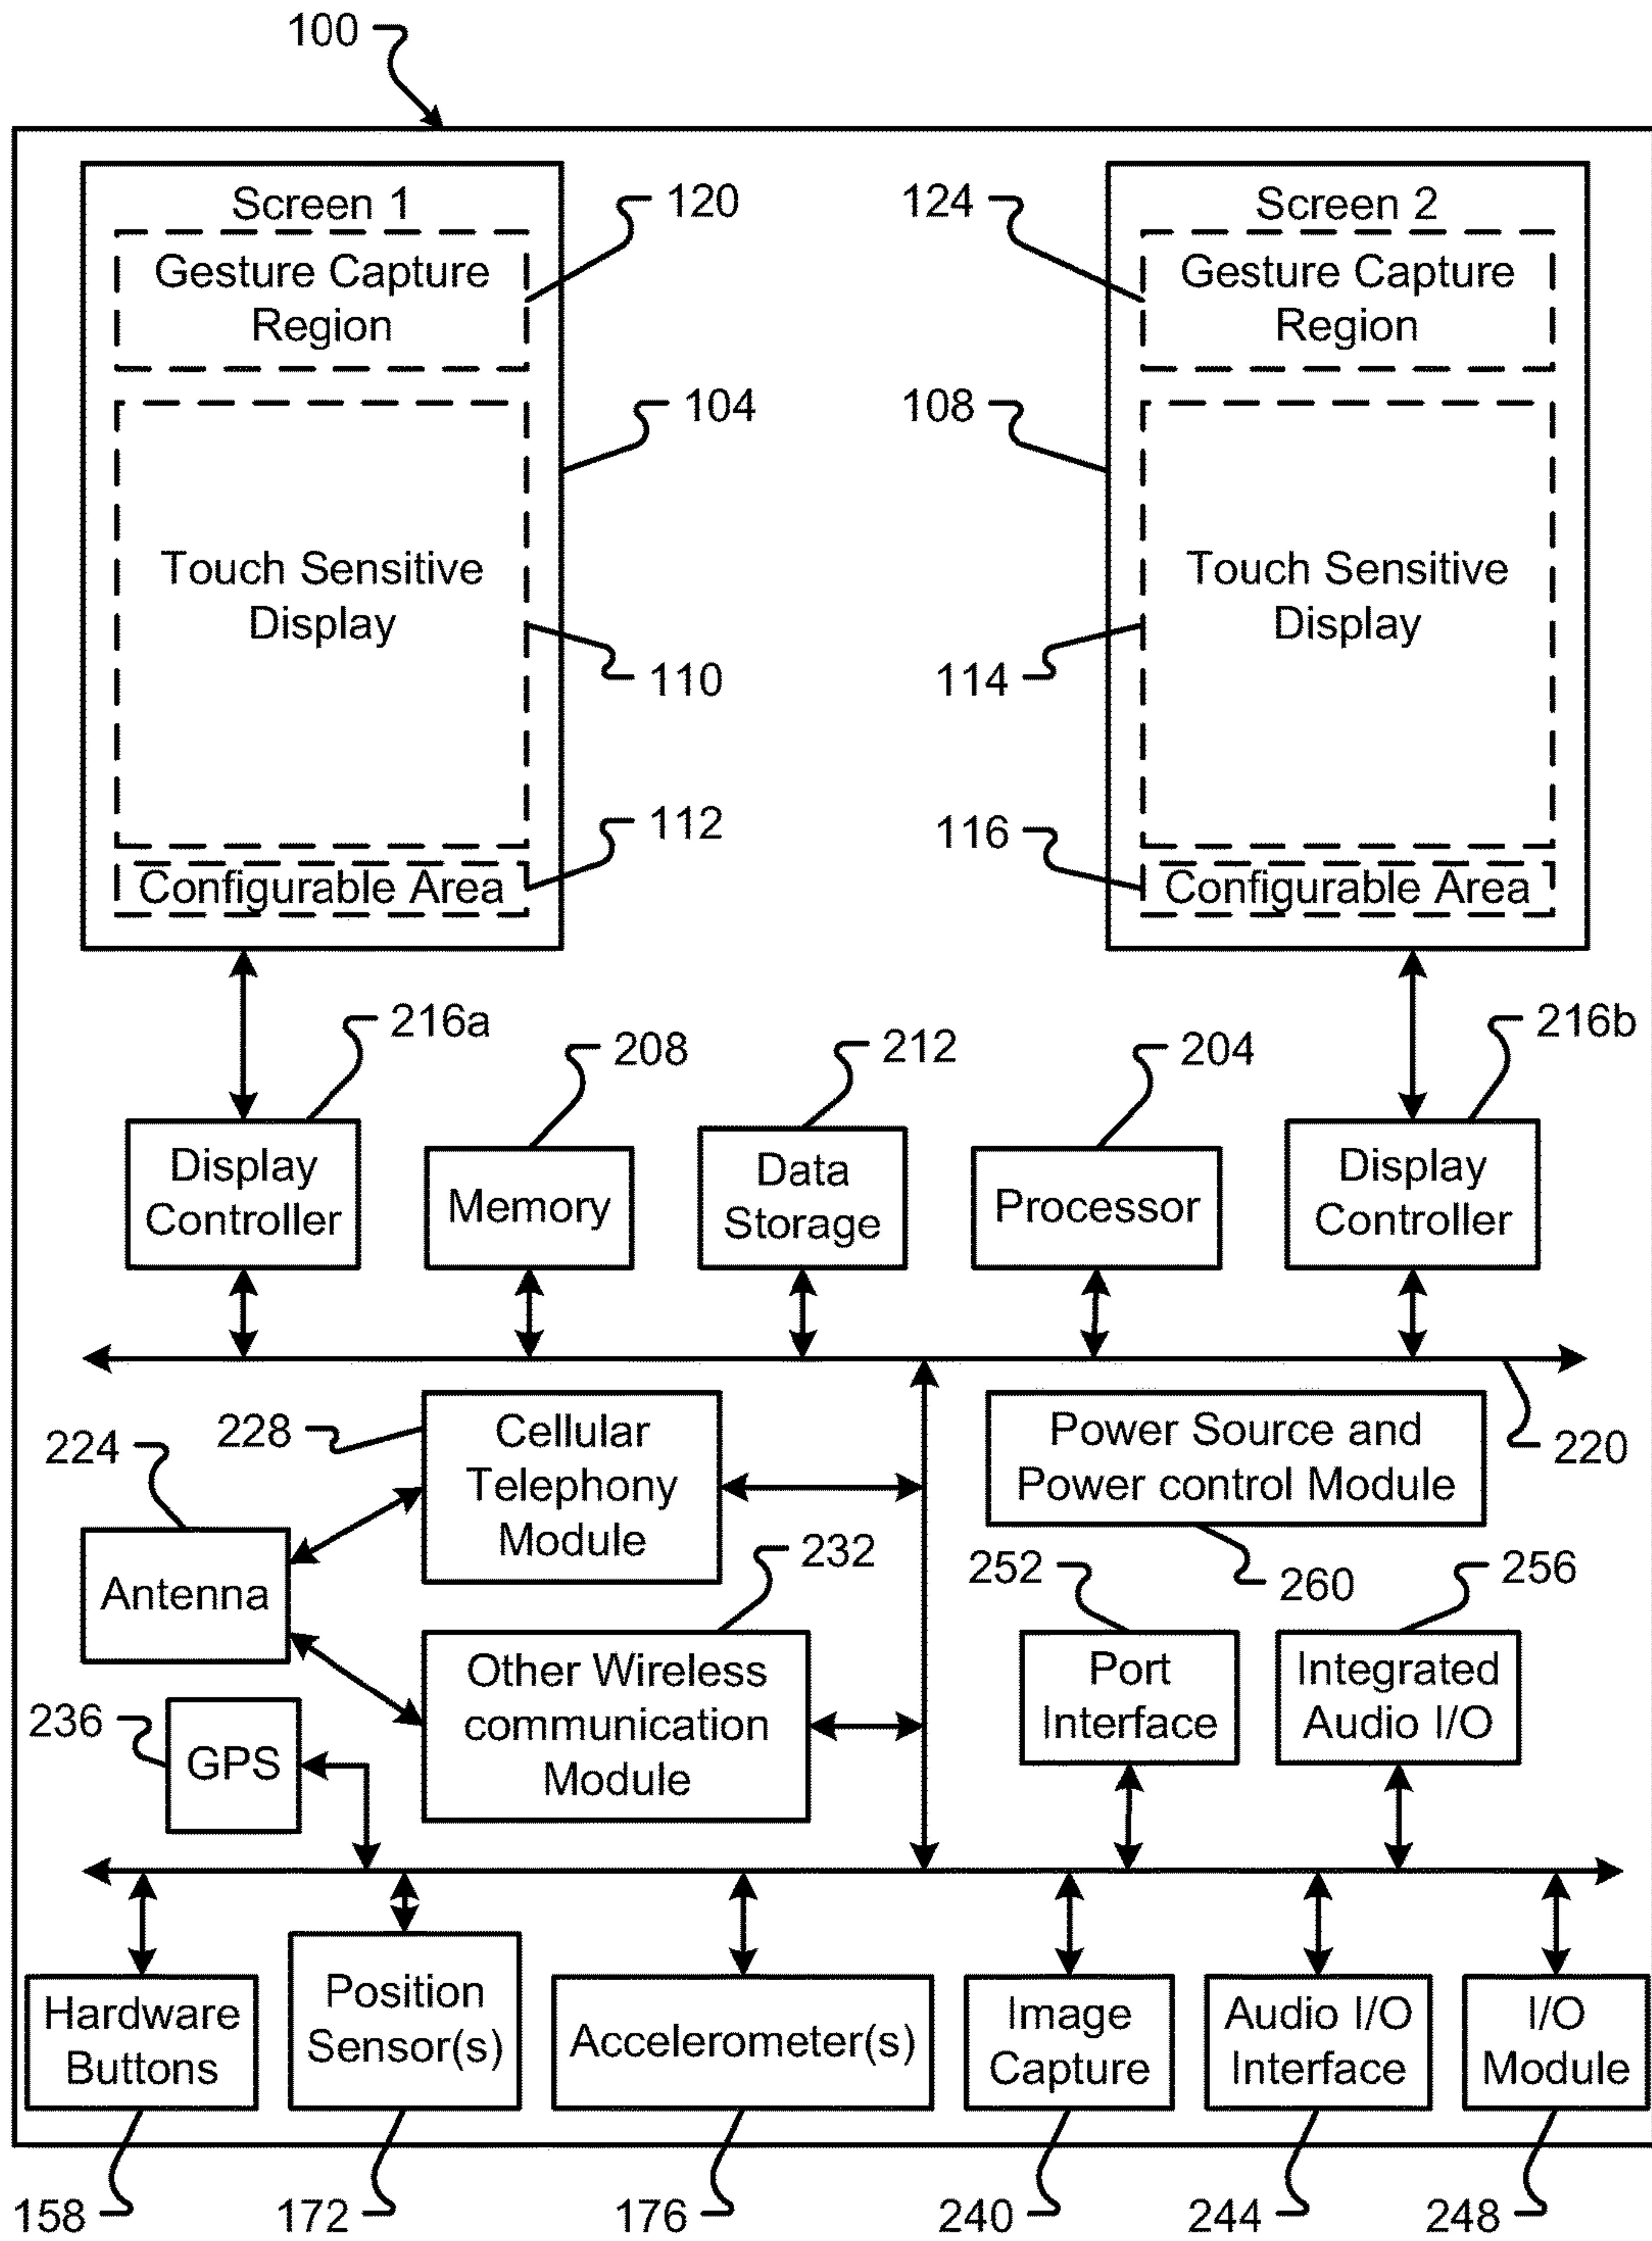 100
Screen 1
Gesture Capture
Region
120
124
Screen 2
Gesture Capture
Region
104
108
Touch Sensitive
Display
Touch Sensitive
Display
110
114
112
116
Configurable Area
Configurable Area
216a
208
212
204
216b
Display
Controller
Memory
Data
Storage
Processor
Display
Controller
224
228
Cellular
Telephony
Module
Power Source and
Power control Module
220
Antenna
232
252
260
256
236
GPS
Other Wireless
communication
Module
Port
Interface
Integrated
Audio I/O
Hardware
Buttons
Position
Sensor(s)
Accelerometer(s)
Image
Capture
Audio I/O
Interface
I/O
Module
158
172
176
240
244
248